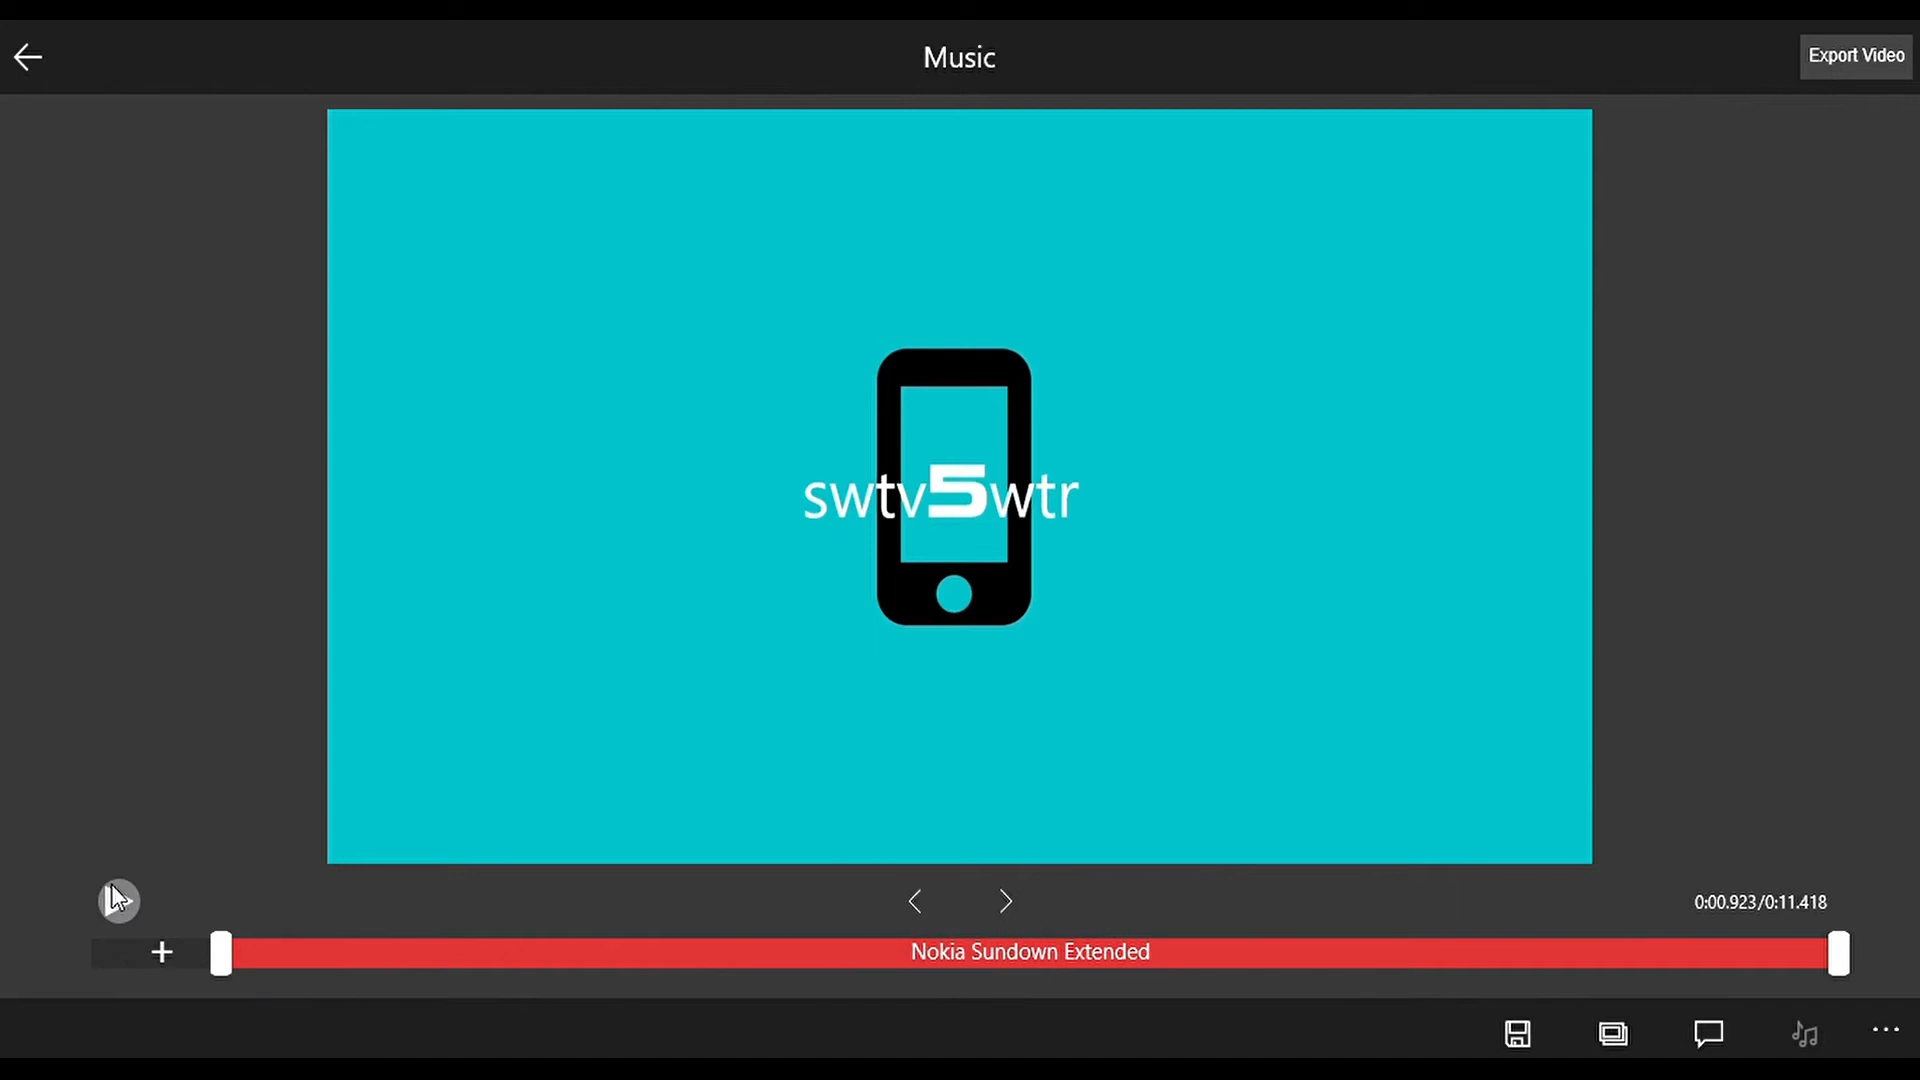 Music
Export Video
swtv5wtr
0:00.923/0:11.418
Nokia Sundown Extended